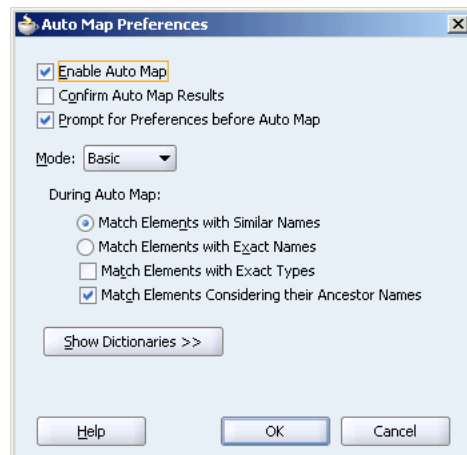 Auto Map Preferences
Enable Auto Map
Confirm Auto Map Results
Prompt for Preferences before Auto Map
Mode: Basic
During Auto Map:
Match Elements with Similar Names
Match Elements with Exact Names
Match Elements with Exact Types
Match Elements Considering their Ancestor Names
Show Dictionaries >>
Help OK Cancel